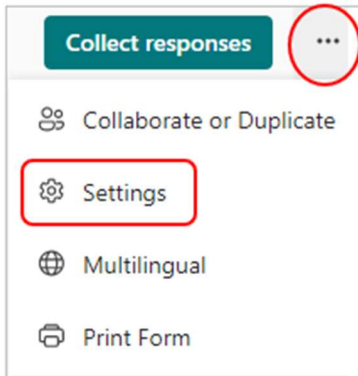 Collect responses ...
Collaborate or Duplicate
Settings
Multilingual
Print Form